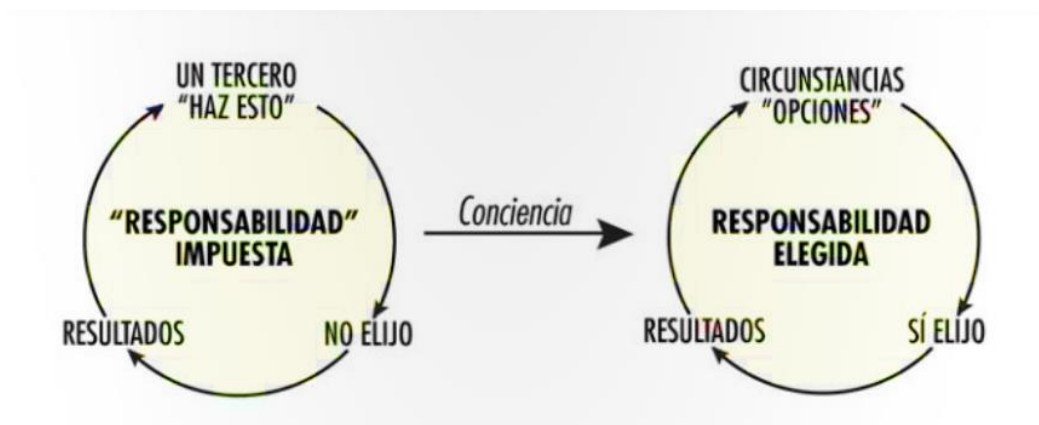 UN TERCERO
"HAZ ESTO"
"RESPONSABILIDAD"
IMPUESTA
RESULTADOS
NO ELIJO
Conciencia
CIRCUNSTANCIAS
"OPCIONES"
RESPONSABILIDAD
ELEGIDA
RESULTADOS
SÍ ELIJO